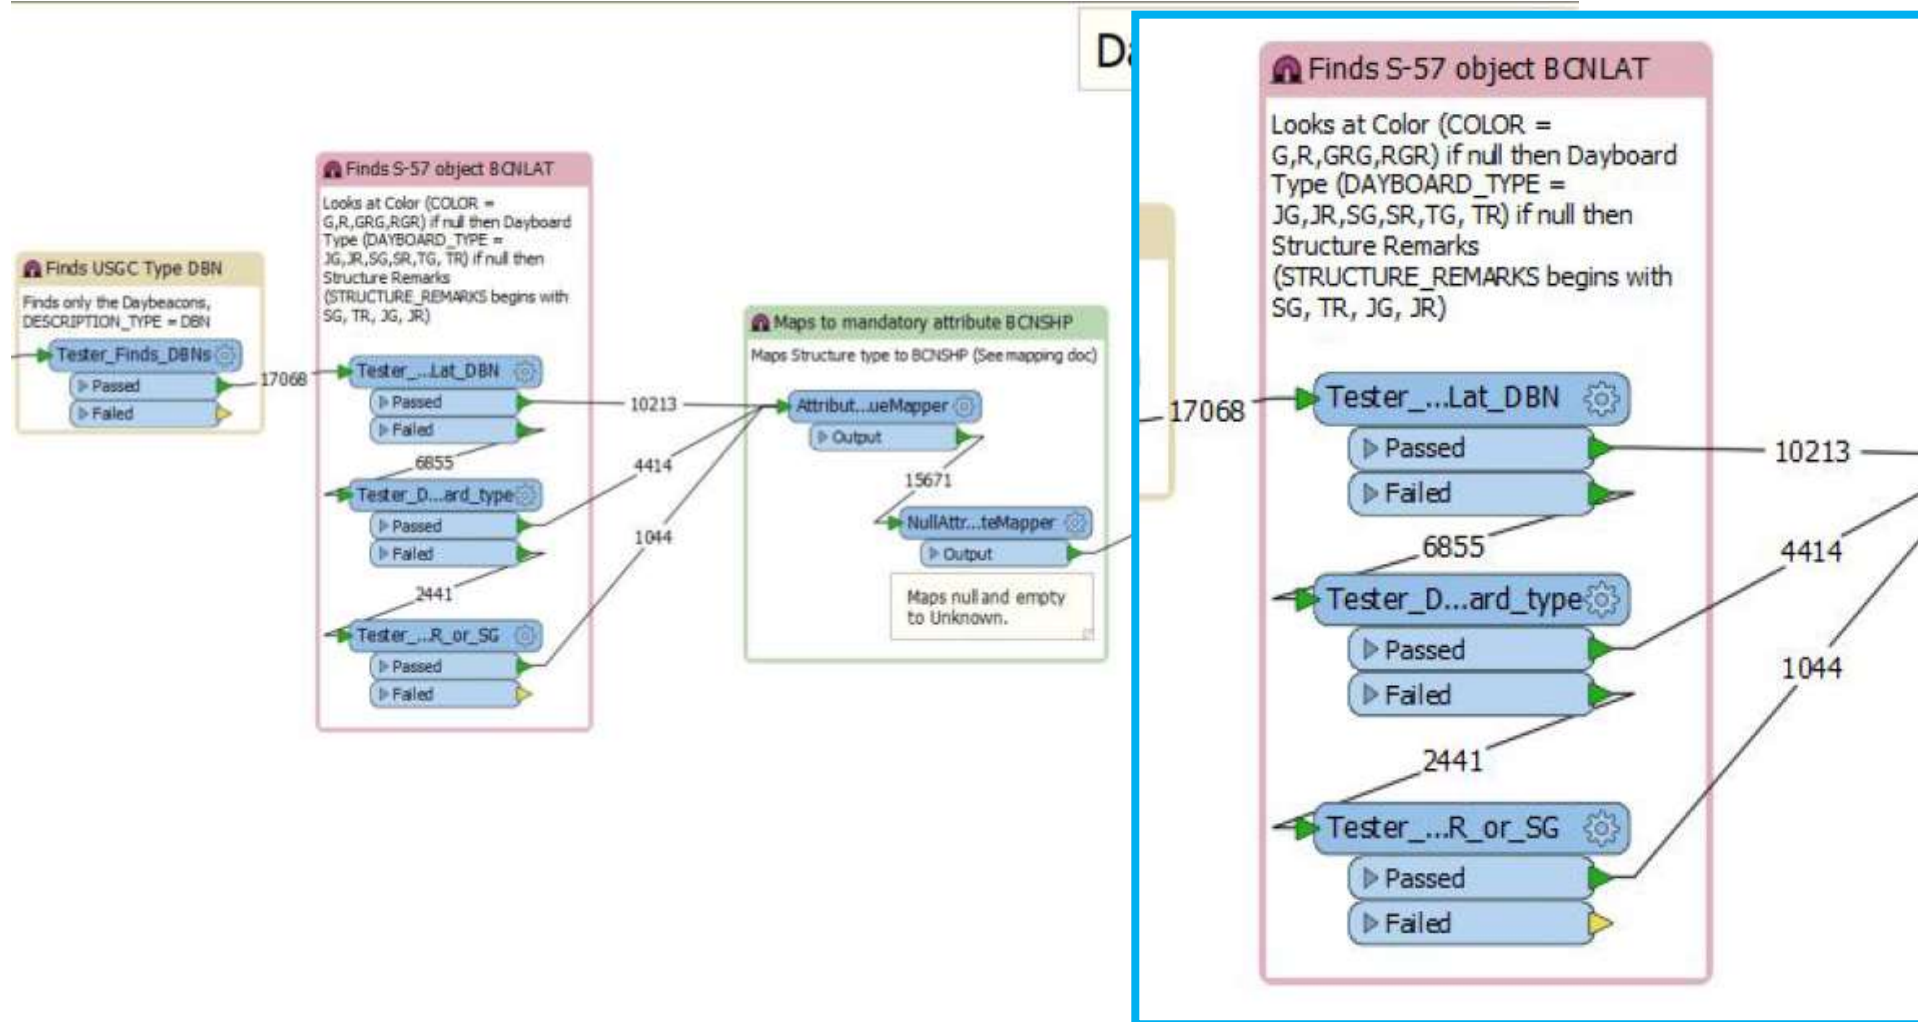 Finds USGC Type DBN
Finds only the Daybeacons,
DESCRIPTION_TYPE = DBN
Tester_Finds_DBNs
Passed
Failed
17068
Finds S-57 object BCNLAT
Looks at Color (COLOR =
G,R,GRG,RGR) if null then Dayboard
Type (DAYBOARD_TYPE =
JG,JR,SG,SR,TG, TR) if null then
Structure Remarks
(STRUCTURE_REMARKS begins with
SG, TR, JG, JR)
Tester_...Lat_DBN
Passed
Failed
10213
6855
Tester_D...ard_type
Passed
Failed
4414
2441
Tester_...R_or_SG
Passed
Failed
1044
Maps to mandatory attribute BCNSHP
Maps Structure type to BCNSHP (See mapping doc)
Attribut...ueMapper
Output
15671
NullAttr...teMapper
Output
Maps null and empty
to Unknown.
Finds S-57 object BCNLAT
Looks at Color (COLOR =
G,R,GRG,RGR) if null then Dayboard
Type (DAYBOARD_TYPE =
JG,JR,SG,SR,TG, TR) if null then
Structure Remarks
(STRUCTURE_REMARKS begins with
SG, TR, JG, JR)
17068
Tester_...Lat_DBN
Passed
Failed
10213
6855
Tester_D...ard_type
Passed
Failed
4414
2441
Tester_...R_or_SG
Passed
Failed
1044